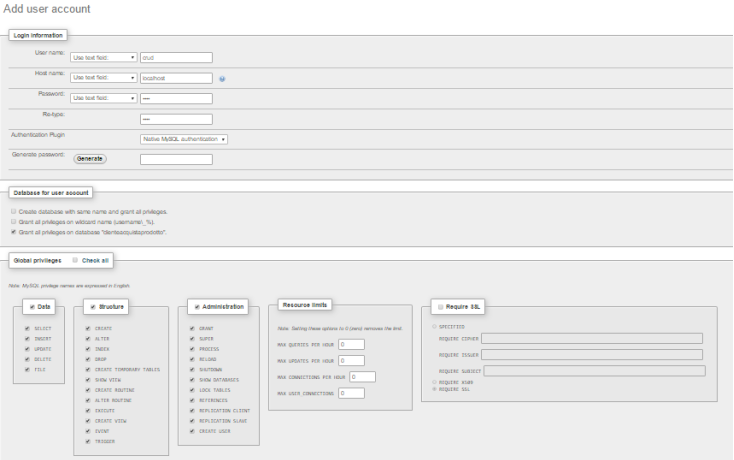 Add user account
Login Information
User name: Use text field: crud
Host name: Use text field: localhost
Password: Use text field: ····
Re-type: ····
Authentication Plugin Native MySQL authentication
Generate password: Generate
Database for user account
Create database with same name and grant all privileges.
Grant all privileges on wildcard name (username\_%).
Grant all privileges on database "clienteacquistaprodotto".
Global privileges Check all
Note: MySQL privilege names are expressed in English.
Data
SELECT
INSERT
UPDATE
DELETE
FILE
Structure
CREATE
ALTER
INDEX
DROP
CREATE TEMPORARY TABLES
SHOW VIEW
CREATE ROUTINE
ALTER ROUTINE
EXECUTE
CREATE VIEW
EVENT
TRIGGER
Administration
GRANT
SUPER
PROCESS
RELOAD
SHUTDOWN
SHOW DATABASES
LOCK TABLES
REFERENCES
REPLICATION CLIENT
REPLICATION SLAVE
CREATE USER
Resource limits
Note: Setting these options to 0 (zero) removes the limit.
MAX QUERIES PER HOUR 0
MAX UPDATES PER HOUR 0
MAX CONNECTIONS PER HOUR 0
MAX USER_CONNECTIONS 0
Require SSL
SPECIFIED
REQUIRE CIPHER
REQUIRE ISSUER
REQUIRE SUBJECT
REQUIRE X509
REQUIRE SSL